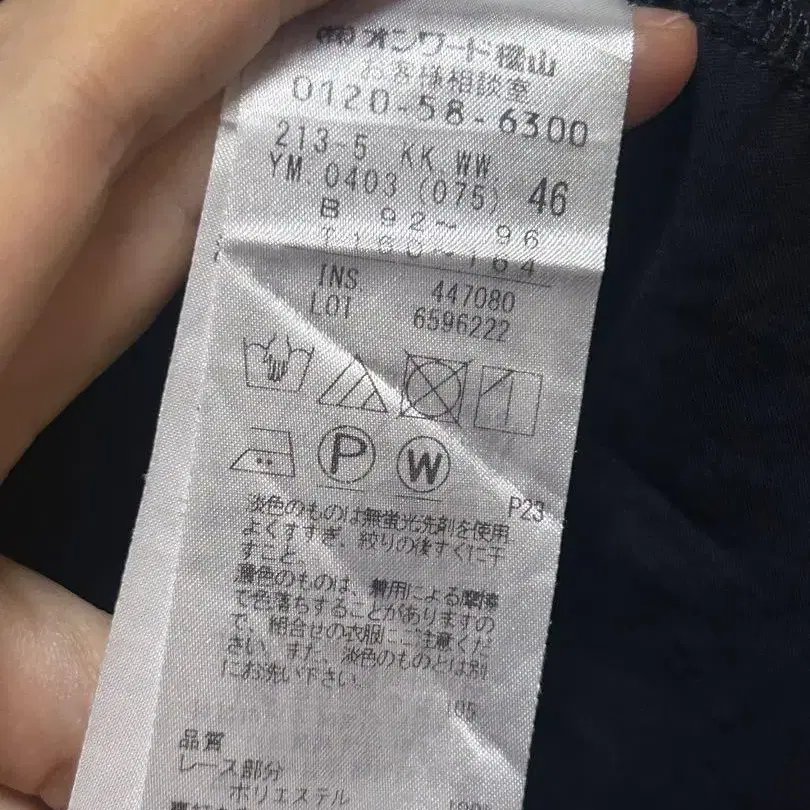 (株)オンワード樫山
お客様相談室
0120-58-6300
213-5 KK WW.
YM. 0403 (075) 46
B 92~ 96
T 160~164
INS 447080
LOT 6596222
P W
P23
淡色のものは無蛍光洗剤を使用、
よくすすぎ、絞りの後すぐに干
すこと。
濃色のものは、着用による摩擦
で色落ちすることがありますの
で、組合せの衣服にご注意くだ
さい。また、淡色のものとは別
にお洗い下さい。
105
品質
レース部分
ポリエステル